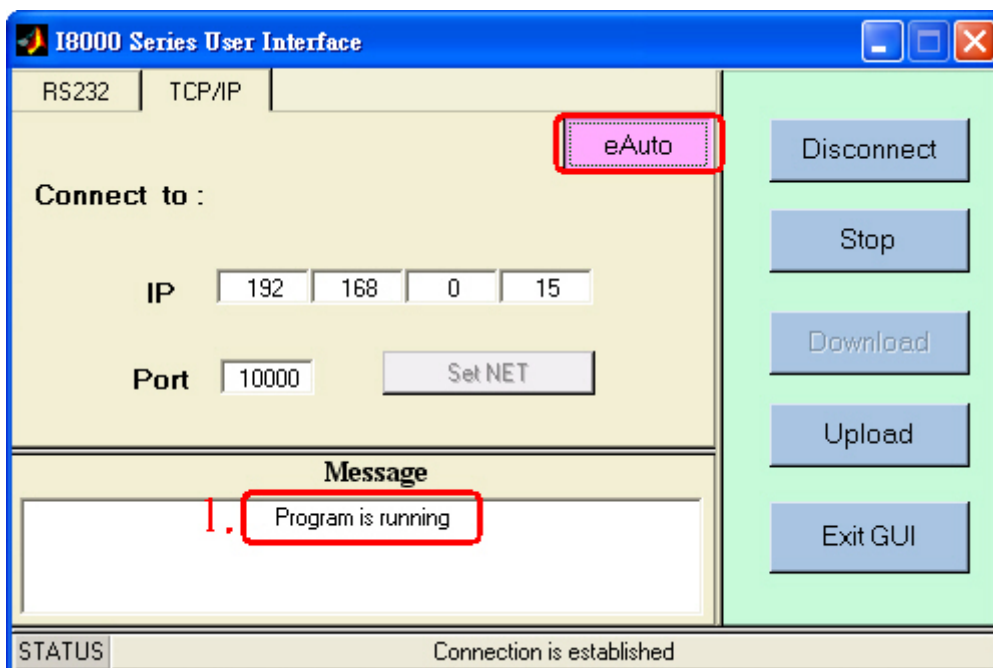 I8000 Series User Interface
RS232
TCP/IP
eAuto
Connect to :
IP 192 168 0 15
Port 10000 Set NET
Disconnect
Stop
Download
Upload
Exit GUI
Message
1. Program is running
STATUS Connection is established